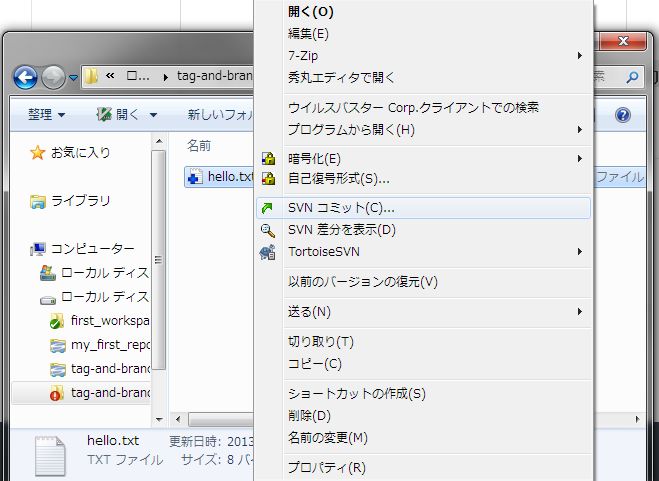 « ロ... ▸ tag-and-branc
索
整理 開く 新しいフォル
名前
お気に入り
ライブラリ
コンピューター
ローカル ディス
ローカル ディス
first_workspa
my_first_repo
tag-and-branc
tag-and-branc
hello.txt
ファイル
開く(O)
編集(E)
7-Zip
秀丸エディタで開く
ウイルスバスター Corp.クライアントでの検索
プログラムから開く(H)
暗号化(E)
自己復号形式(S)...
SVN コミット(C)...
SVN 差分を表示(D)
TortoiseSVN
以前のバージョンの復元(V)
送る(N)
切り取り(T)
コピー(C)
ショートカットの作成(S)
削除(D)
名前の変更(M)
プロパティ(R)
hello.txt 更新日時: 2013
TXT ファイル サイズ: 8 バイ